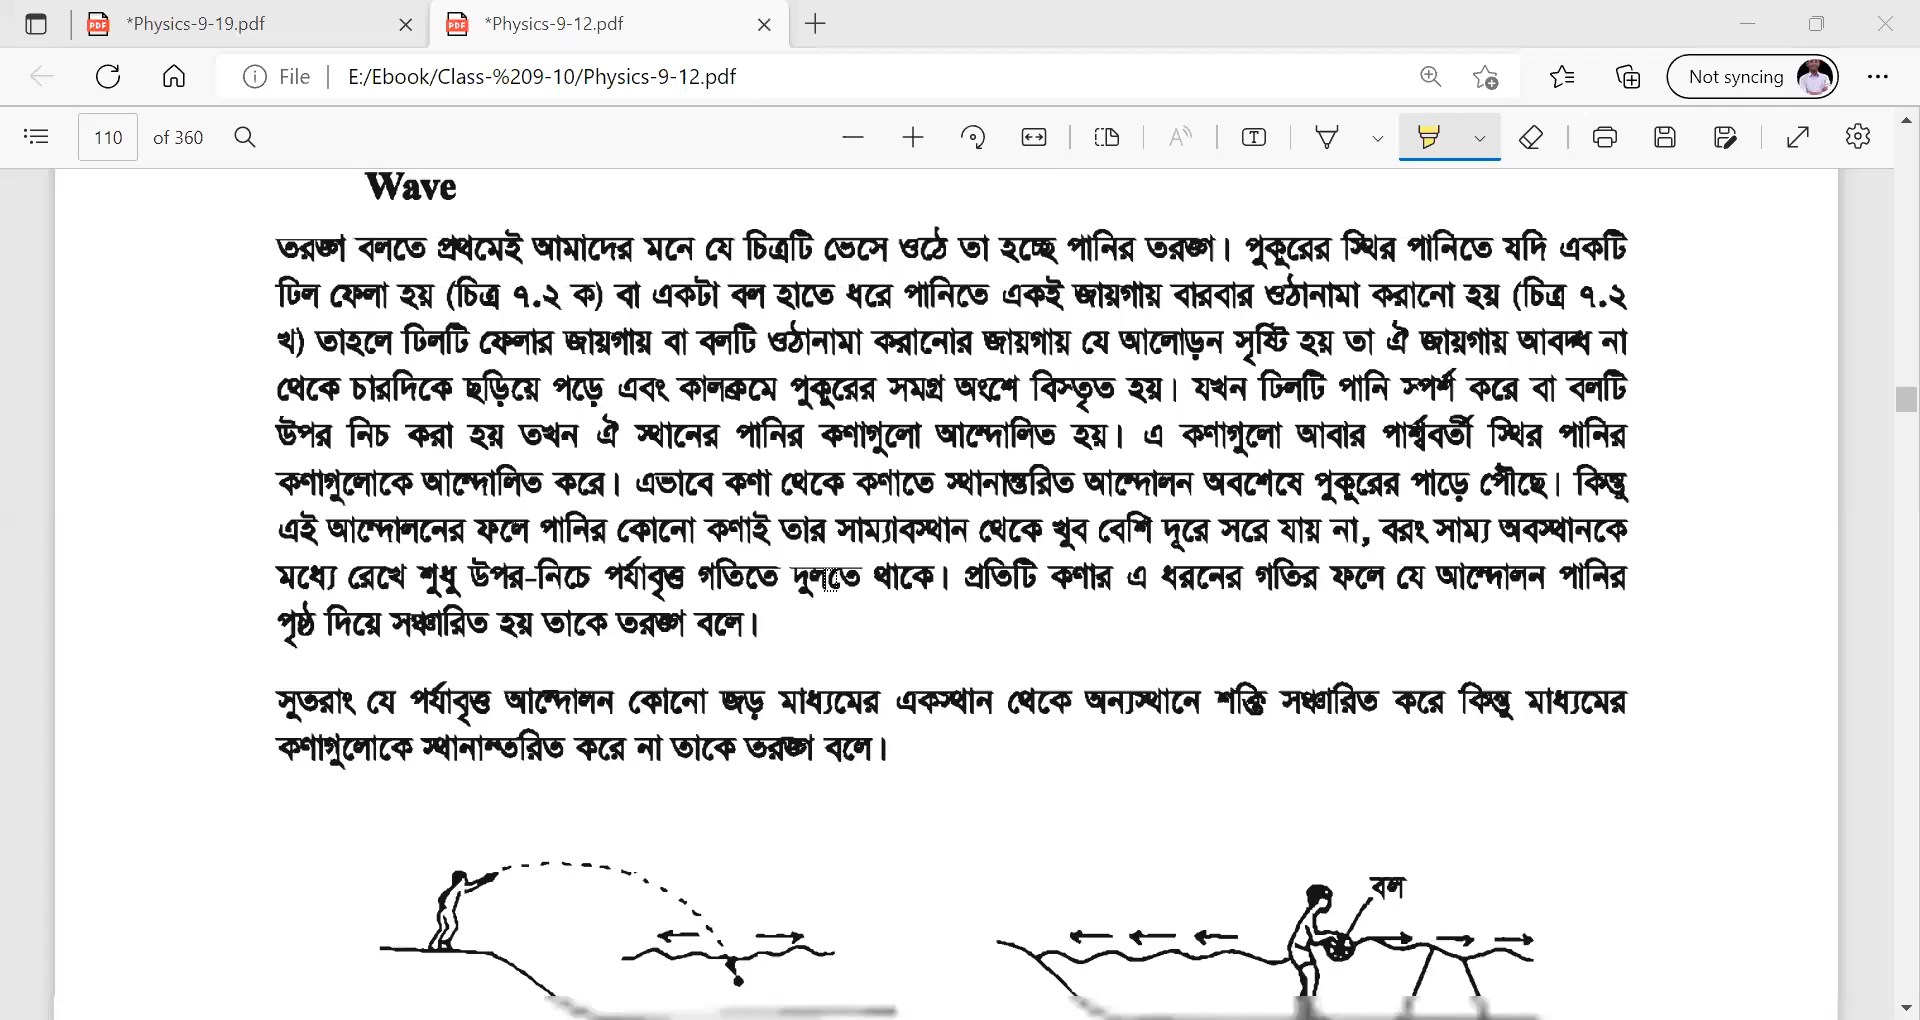 *Physics-9-19.pdf
*Physics-9-12.pdf
File
E:/Ebook/Class-%209-10/Physics-9-12.pdf
Not syncing
110 of 360
Wave
তরঙ্গ বলতে প্রথমেই আমাদের মনে যে চিত্রটি ভেসে ওঠে তা হচ্ছে পানির তরঙ্গ। পুকুরের স্থির পানিতে যদি একটি
ঢিল ফেলা হয় (চিত্র ৭.২ ক) বা একটা বল হাতে ধরে পানিতে একই জায়গায় বারবার ওঠানামা করানো হয় (চিত্র ৭.২
খ) তাহলে ঢিলটি ফেলার জায়গায় বা বলটি ওঠানামা করানোর জায়গায় যে আলোড়ন সৃষ্টি হয় তা ঐ জায়গায় আবদ্ধ না
থেকে চারদিকে ছড়িয়ে পড়ে এবং কালক্রমে পুকুরের সমগ্র অংশে বিস্তৃত হয়। যখন ঢিলটি পানি স্পর্শ করে বা বলটি
উপর নিচ করা হয় তখন ঐ স্থানের পানির কণাগুলো আন্দোলিত হয়। এ কণাগুলো আবার পার্শ্ববর্তী স্থির পানির
কণাগুলোকে আন্দোলিত করে। এভাবে কণা থেকে কণাতে স্থানান্তরিত আন্দোলন অবশেষে পুকুরের পাড়ে পৌঁছে। কিন্তু
এই আন্দোলনের ফলে পানির কোনো কণাই তার সাম্যাবস্থান থেকে খুব বেশি দূরে সরে যায় না, বরং সাম্য অবস্থানকে
মধ্যে রেখে শুধু উপর-নিচে পর্যাবৃত্ত গতিতে দুলতে থাকে। প্রতিটি কণার এ ধরনের গতির ফলে যে আন্দোলন পানির
পৃষ্ঠ দিয়ে সঞ্চারিত হয় তাকে তরঙ্গ বলে।
সুতরাং যে পর্যাবৃত্ত আন্দোলন কোনো জড় মাধ্যমের একস্থান থেকে অন্যস্থানে শক্তি সঞ্চারিত করে কিন্তু মাধ্যমের
কণাগুলোকে স্থানান্তরিত করে না তাকে তরঙ্গ বলে।
বল